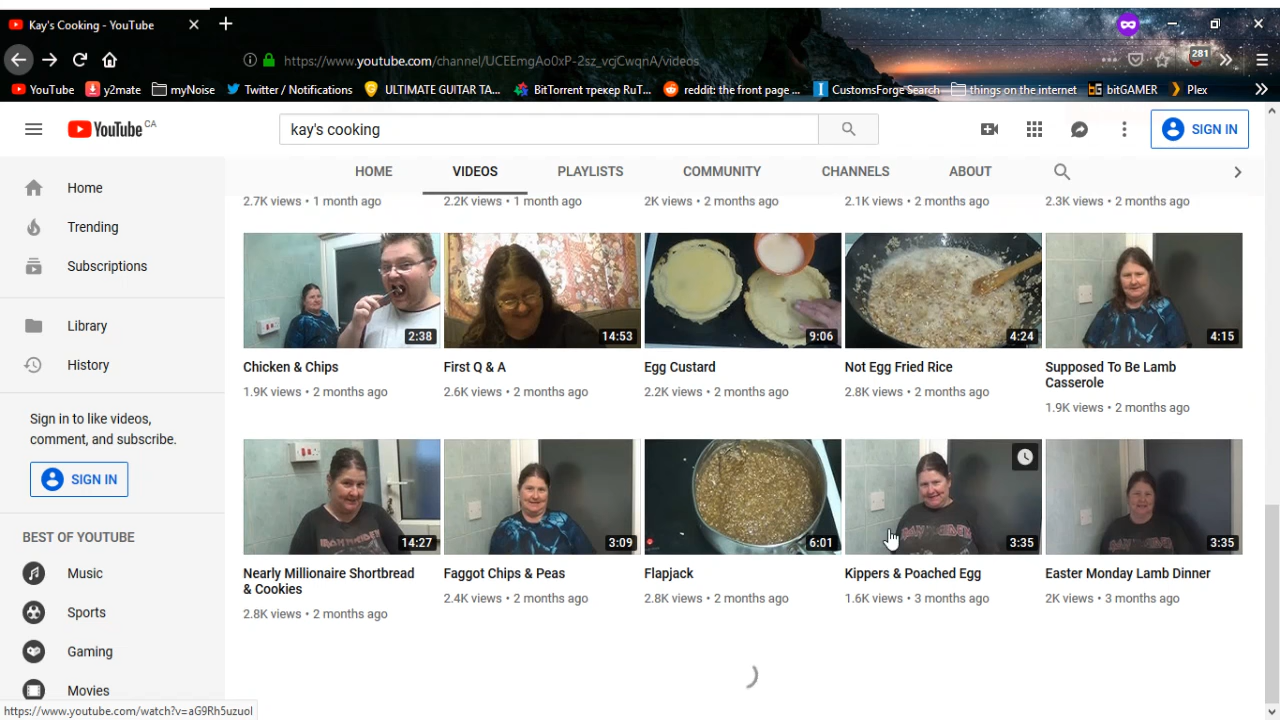 Kay's Cooking - YouTube
https://www.youtube.com/channel/UCEEmgAo0xP-2sz_vcjCwqnA/videos
281
YouTube
y2mate
myNoise
Twitter / Notifications
ULTIMATE GUITAR TA...
BitTorrent трекер RuT...
reddit: the front page ...
CustomsForge Search
things on the internet
bitGAMER
Plex
YouTube CA
kay's cooking
SIGN IN
HOME
VIDEOS
PLAYLISTS
COMMUNITY
CHANNELS
ABOUT
Home
Trending
Subscriptions
Library
History
Sign in to like videos,
comment, and subscribe.
SIGN IN
BEST OF YOUTUBE
Music
Sports
Gaming
Movies
2.7K views • 1 month ago
2.2K views • 1 month ago
2K views • 2 months ago
2.1K views • 2 months ago
2.3K views • 2 months ago
2:38
Chicken & Chips
1.9K views • 2 months ago
14:53
First Q & A
2.6K views • 2 months ago
9:06
Egg Custard
2.2K views • 2 months ago
4:24
Not Egg Fried Rice
2.8K views • 2 months ago
4:15
Supposed To Be Lamb
Casserole
1.9K views • 2 months ago
IRON MAIDEN
14:27
Nearly Millionaire Shortbread
& Cookies
2.8K views • 2 months ago
3:09
Faggot Chips & Peas
2.4K views • 2 months ago
6:01
Flapjack
2.8K views • 2 months ago
IRON MAIDEN
3:35
Kippers & Poached Egg
1.6K views • 3 months ago
IRON MAIDEN
3:35
Easter Monday Lamb Dinner
2K views • 3 months ago
https://www.youtube.com/watch?v=aG9Rh5uzuoI